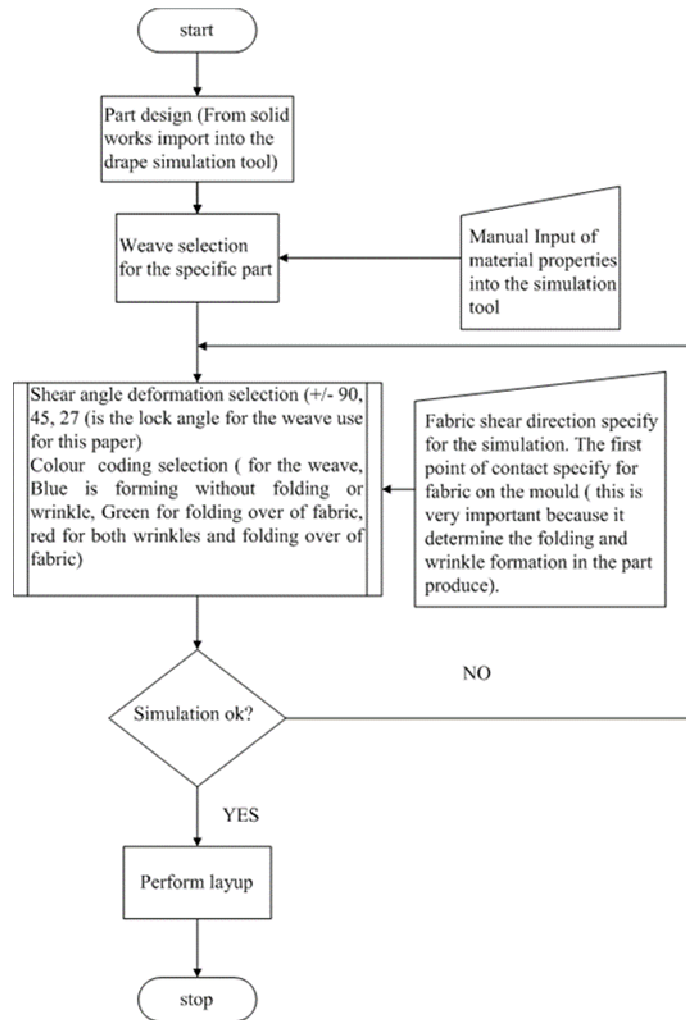 start
Part design (From solid
works import into the
drape simulation tool)
Weave selection
for the specific part
Manual Input of
material properties
into the simulation
tool
Shear angle deformation selection (+/- 90,
45, 27 (is the lock angle for the weave use
for this paper)
Colour coding selection ( for the weave,
Blue is forming without folding or
wrinkle, Green for folding over of fabric,
red for both wrinkles and folding over of
fabric)
Fabric shear direction specify
for the simulation. The first
point of contact specify for
fabric on the mould ( this is
very important because it
determine the folding and
wrinkle formation in the part
produce).
Simulation ok?
NO
YES
Perform layup
stop